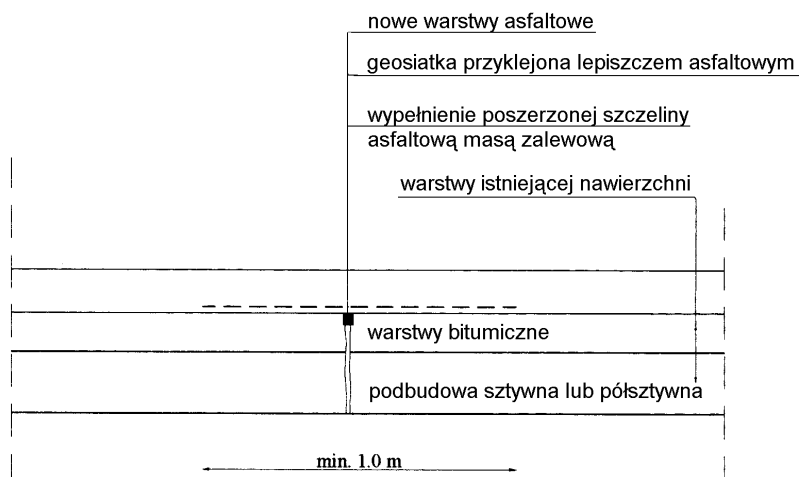 nowe warstwy asfaltowe
geosiatka przyklejona lepiszczem asfaltowym
wypełnienie poszerzonej szczeliny
asfaltową masą zalewową
warstwy istniejącej nawierzchni
warstwy bitumiczne
podbudowa sztywna lub półsztywna
min. 1.0 m